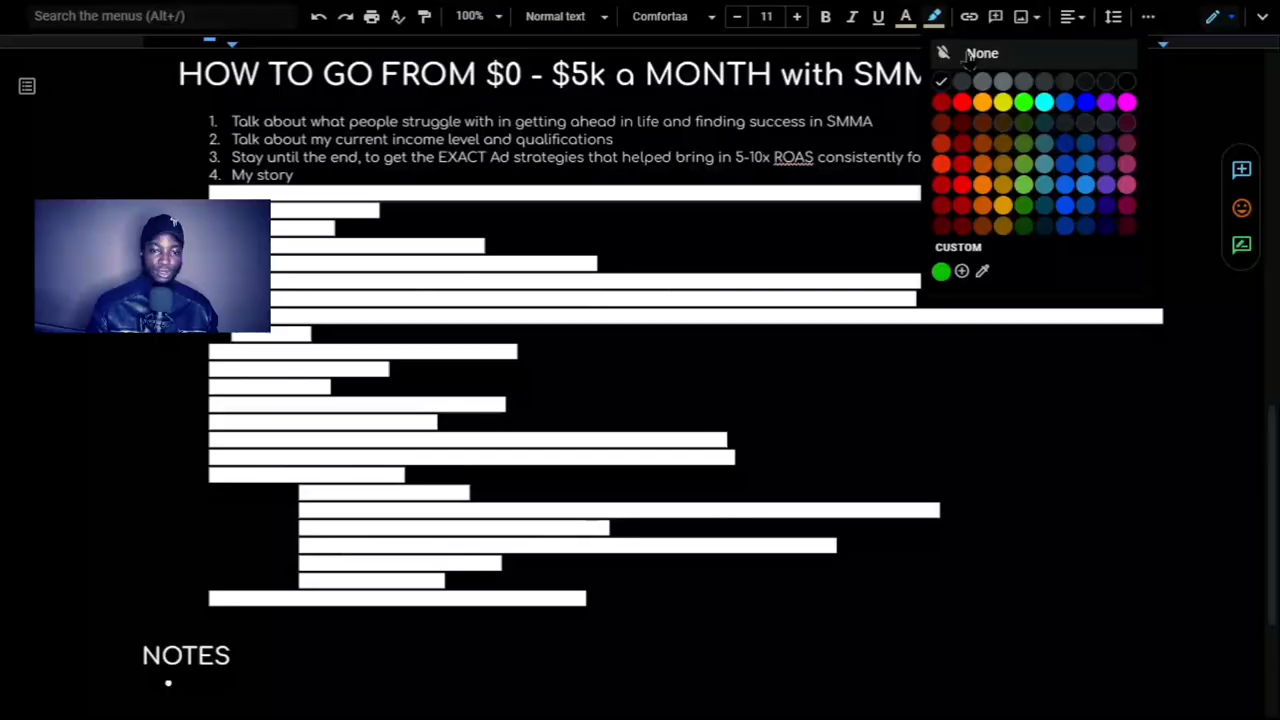 Search the menus (Alt+/)
100%
Normal text
Comfortaa
11
B
I
U
A
None
HOW TO GO FROM $0 - $5k a MONTH with SMM
1. Talk about what people struggle with in getting ahead in life and finding success in SMMA
2. Talk about my current income level and qualifications
3. Stay until the end, to get the EXACT Ad strategies that helped bring in 5-10x ROAS consistently fo
4. My story
CUSTOM
NOTES